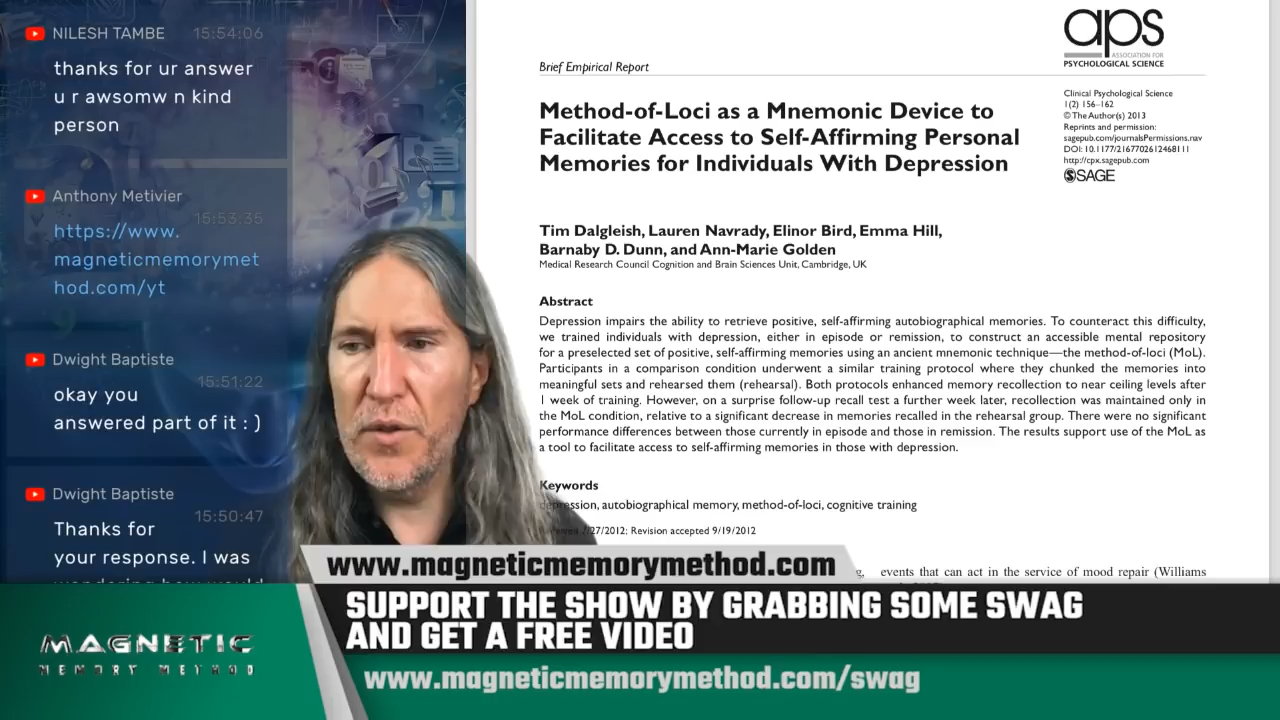 NILESH TAMBE
15:54:06
thanks for ur answer
u r awsomw n kind
person
Anthony Metivier
15:53:35
https://www.
magneticmemorymet
hod.com/yt
Dwight Baptiste
15:51:22
okay you
answered part of it : )
Dwight Baptiste
15:50:47
Thanks for
your response. I was
wondering how would
aps
ASSOCIATION FOR
PSYCHOLOGICAL SCIENCE
Brief Empirical Report
Method-of-Loci as a Mnemonic Device to
Facilitate Access to Self-Affirming Personal
Memories for Individuals With Depression
Clinical Psychological Science
1(2) 156–162
© The Author(s) 2013
Reprints and permission:
sagepub.com/journalsPermissions.nav
DOI: 10.1177/2167702612468111
http://cpx.sagepub.com
SAGE
Tim Dalgleish, Lauren Navrady, Elinor Bird, Emma Hill,
Barnaby D. Dunn, and Ann-Marie Golden
Medical Research Council Cognition and Brain Sciences Unit, Cambridge, UK
Abstract
Depression impairs the ability to retrieve positive, self-affirming autobiographical memories. To counteract this difficulty,
we trained individuals with depression, either in episode or remission, to construct an accessible mental repository
for a preselected set of positive, self-affirming memories using an ancient mnemonic technique—the method-of-loci (MoL).
Participants in a comparison condition underwent a similar training protocol where they chunked the memories into
meaningful sets and rehearsed them (rehearsal). Both protocols enhanced memory recollection to near ceiling levels after
1 week of training. However, on a surprise follow-up recall test a further week later, recollection was maintained only in
the MoL condition, relative to a significant decrease in memories recalled in the rehearsal group. There were no significant
performance differences between those currently in episode and those in remission. The results support use of the MoL as
a tool to facilitate access to self-affirming memories in those with depression.
Keywords
depression, autobiographical memory, method-of-loci, cognitive training
7/27/2012; Revision accepted 9/19/2012
events that can act in the service of mood repair (Williams
www.magneticmemorymethod.com
SUPPORT THE SHOW BY GRABBING SOME SWAG
AND GET A FREE VIDEO
www.magneticmemorymethod.com/swag
MAGNETIC
MEMORY METHOD